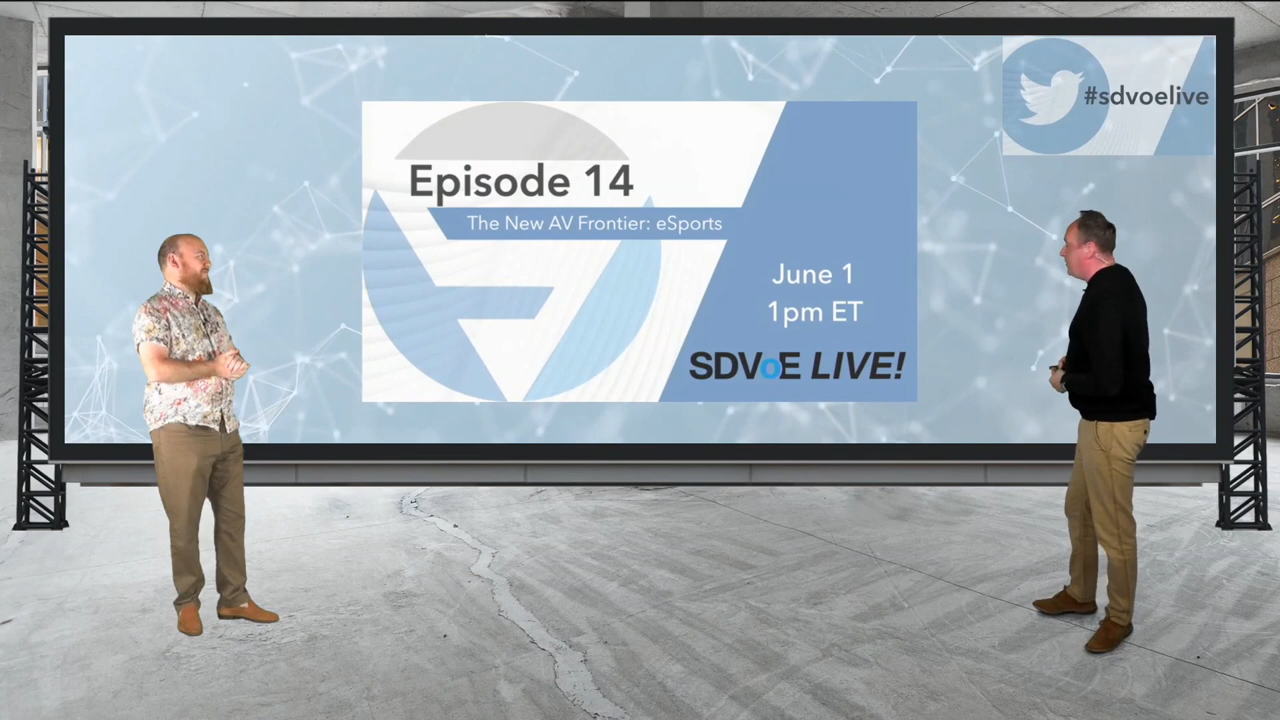 #sdvoelive
Episode 14
The New AV Frontier: eSports
June 1
1pm ET
SDVoE LIVE!